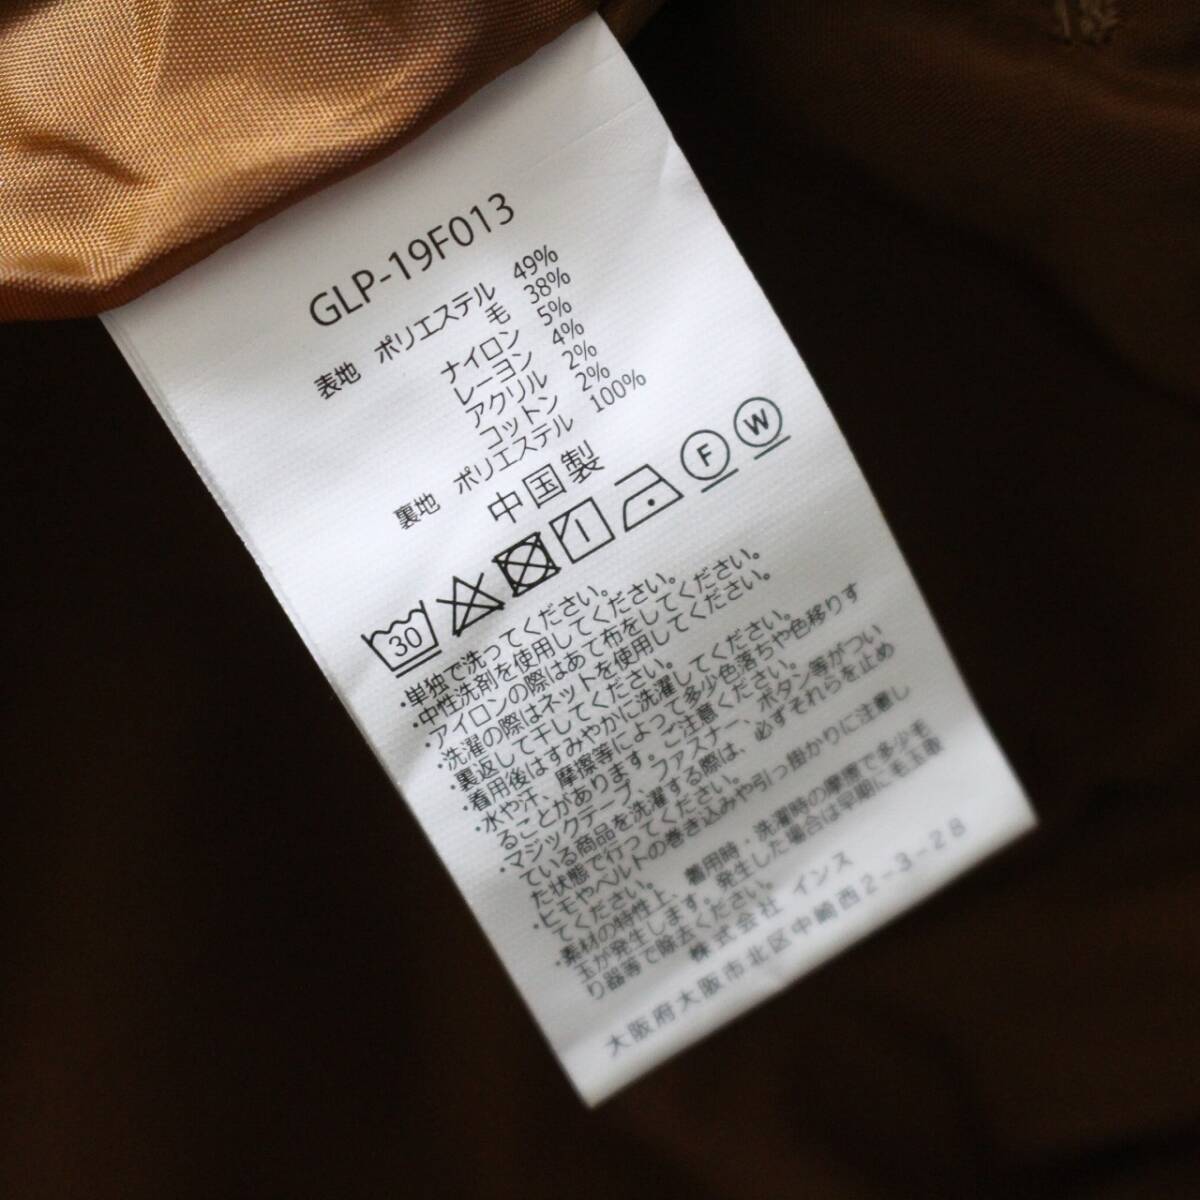 GLP-19F013
表地 ポリエステル 49%
毛 38%
ナイロン 5%
レーヨン 4%
アクリル 2%
コットン 2%
裏地 ポリエステル 100%
中国製
30 F W
・単独で洗ってください。
・中性洗剤を使用してください。
・アイロンの際はあて布をしてください。
・洗濯の際はネットを使用してください。
・裏返して干してください。
・着用後はすみやかに洗濯してください。
・水や汗、摩擦等によって多少色落ちや色移りす
ることがあります。ご注意ください。
・マジックテープ、ファスナー、ボタン等がつい
ている商品を洗濯する際は、必ずそれらを止め
た状態で行ってください。
・ヒモやベルトの巻き込みや引っ掛かりに注意し
てください。
・素材の特性上、着用時・洗濯時の摩擦で多少毛
玉が発生します。発生した場合は早期に毛玉取
り器等で除去ください。
株式会社 インス
大阪府大阪市北区中崎西2-3-28